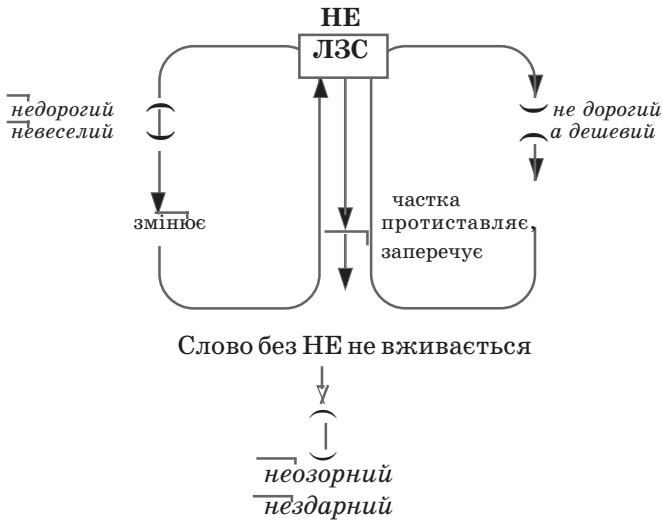 НЕ
ЛЗС
недорогий
невеселий
не дорогий
а дешевий
змінює
частка
протиставляє,
заперечує
Слово без НЕ не вживається
неозорний
нездарний